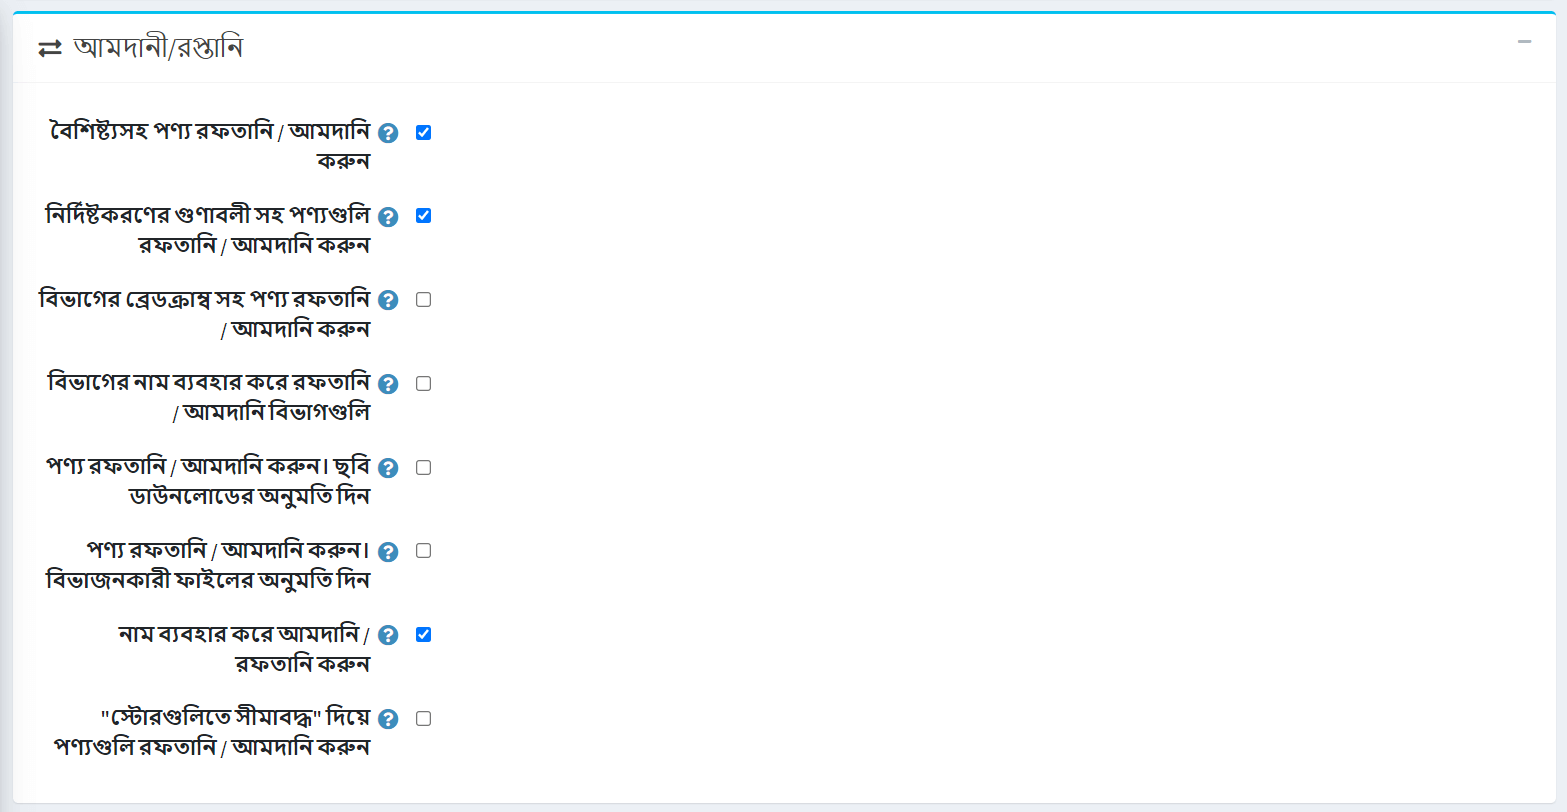 আমদানী/রপ্তানি
বৈশিষ্ট্যসহ পণ্য রফতানি / আমদানি
করুন
নির্দিষ্টকরণের গুণাবলী সহ পণ্যগুলি
রফতানি / আমদানি করুন
বিভাগের ব্রেডক্রাম্ব সহ পণ্য রফতানি
/ আমদানি করুন
বিভাগের নাম ব্যবহার করে রফতানি
/ আমদানি বিভাগগুলি
পণ্য রফতানি / আমদানি করুন। ছবি
ডাউনলোডের অনুমতি দিন
পণ্য রফতানি / আমদানি করুন।
বিভাজনকারী ফাইলের অনুমতি দিন
নাম ব্যবহার করে আমদানি /
রফতানি করুন
"স্টোরগুলিতে সীমাবদ্ধ" দিয়ে
পণ্যগুলি রফতানি / আমদানি করুন